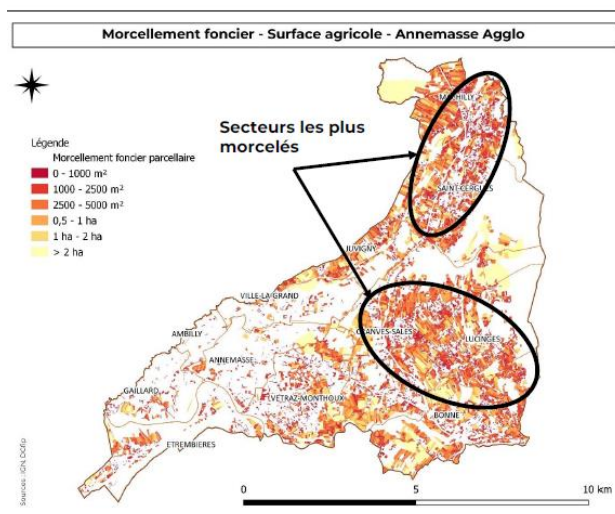 Morcellement foncier - Surface agricole - Annemasse Agglo
Secteurs les plus
morcelés
Légende
Morcellement foncier parcellaire
0 - 1000 m²
1000 - 2500 m²
2500 - 5000 m²
0,5 - 1 ha
1 ha - 2 ha
> 2 ha
MACHILLY
SAINT-CERGUES
JUVIGNY
VILLE-LA-GRAND
CRANVES-SALES
LUCINGES
AMBILLY
ANNEMASSE
GAILLARD
VETRAZ-MONTHOUX
BONNE
ETREMBIERES
Sources : IGN, DGfip
0
5
10 km